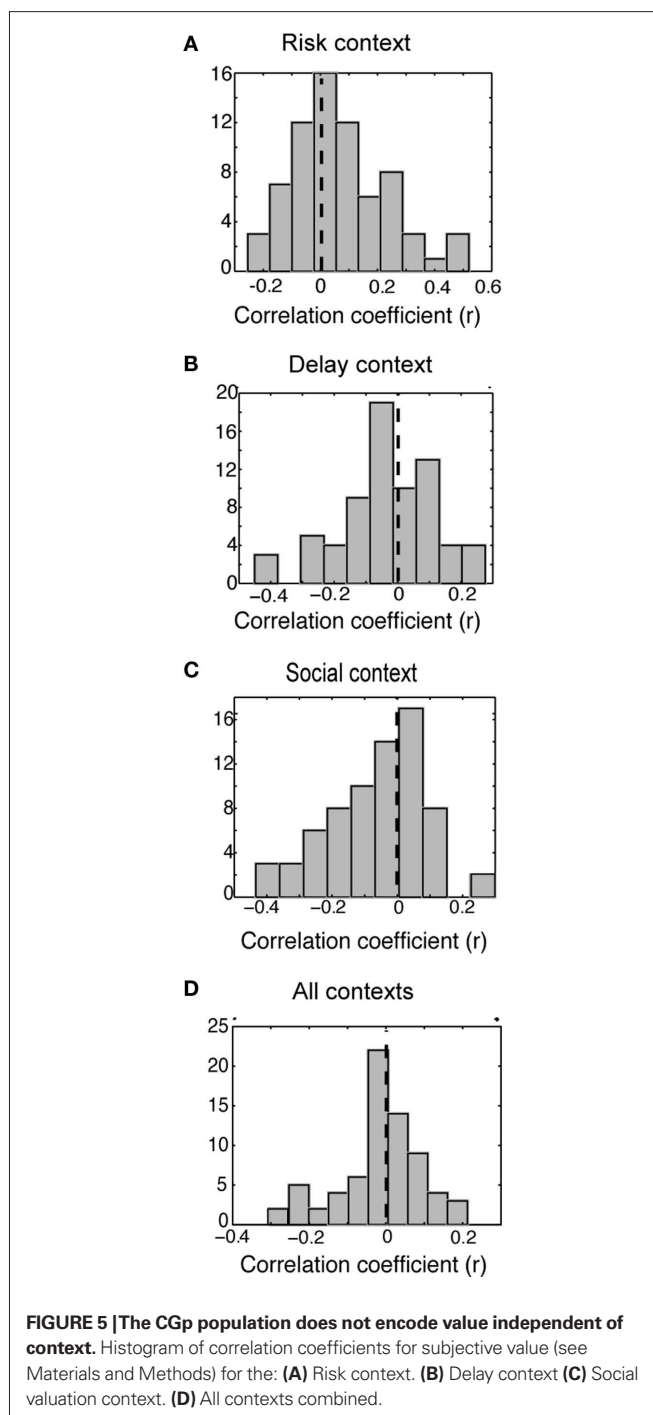 A Risk context
16
12
8
4
0
-0.2 0 0.2 0.4 0.6
Correlation coefficient (r)
B Delay context
20
16
12
8
4
0
−0.4 −0.2 0 0.2
Correlation coefficient (r)
C Social context
16
12
8
4
0
−0.4 −0.2 0 0.2
Correlation coefficient (r)
D All contexts
25
20
15
10
5
0
−0.4 −0.2 0 0.2
Correlation coefficient (r)
FIGURE 5 | The CGp population does not encode value independent of
context. Histogram of correlation coefficients for subjective value (see
Materials and Methods) for the: (A) Risk context. (B) Delay context (C) Social
valuation context. (D) All contexts combined.